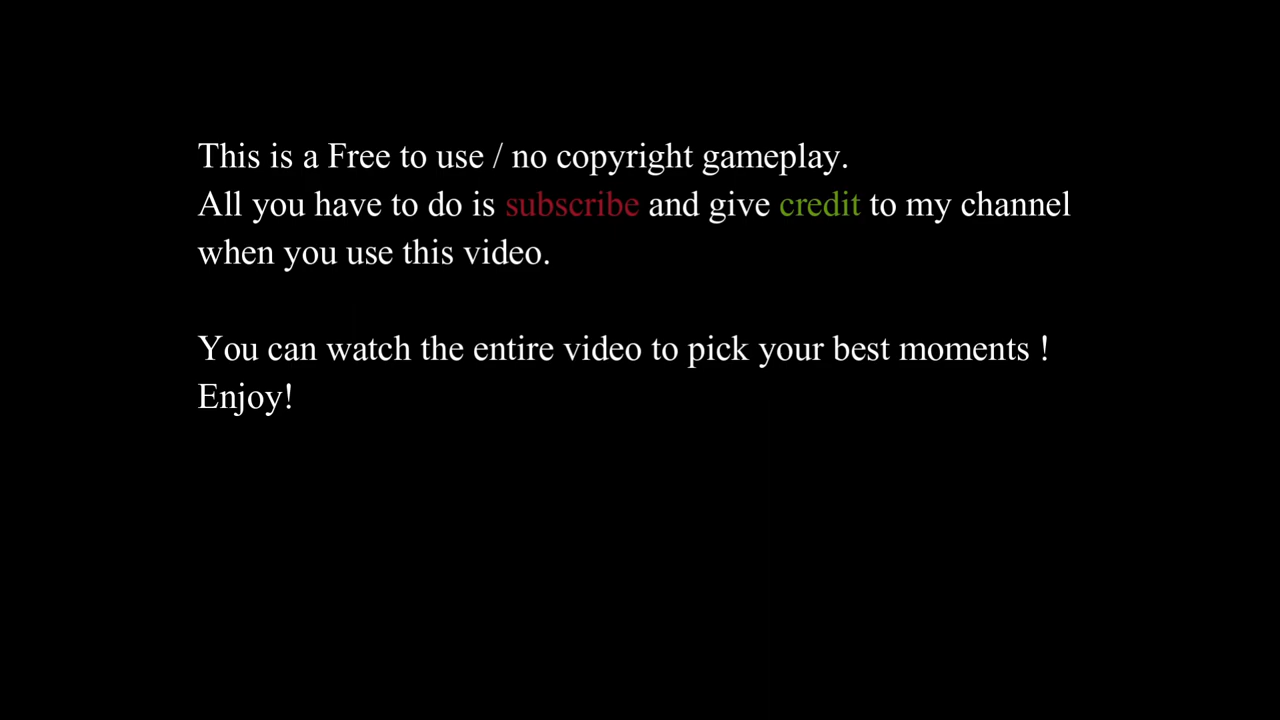 This is a Free to use / no copyright gameplay.
All you have to do is subscribe and give credit to my channel
when you use this video.
You can watch the entire video to pick your best moments !
Enjoy!